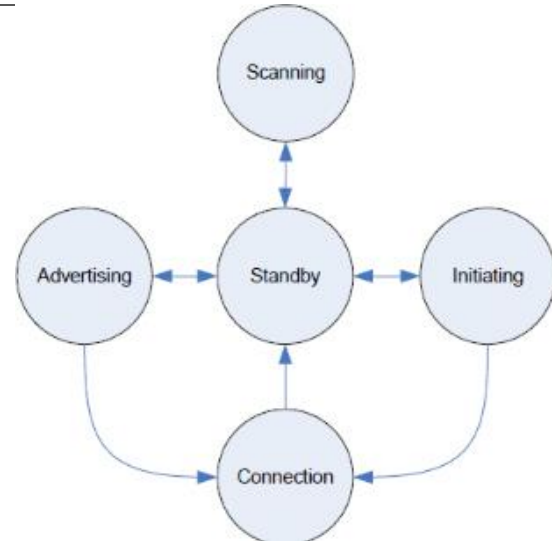 Scanning
Advertising
Standby
Initiating
Connection